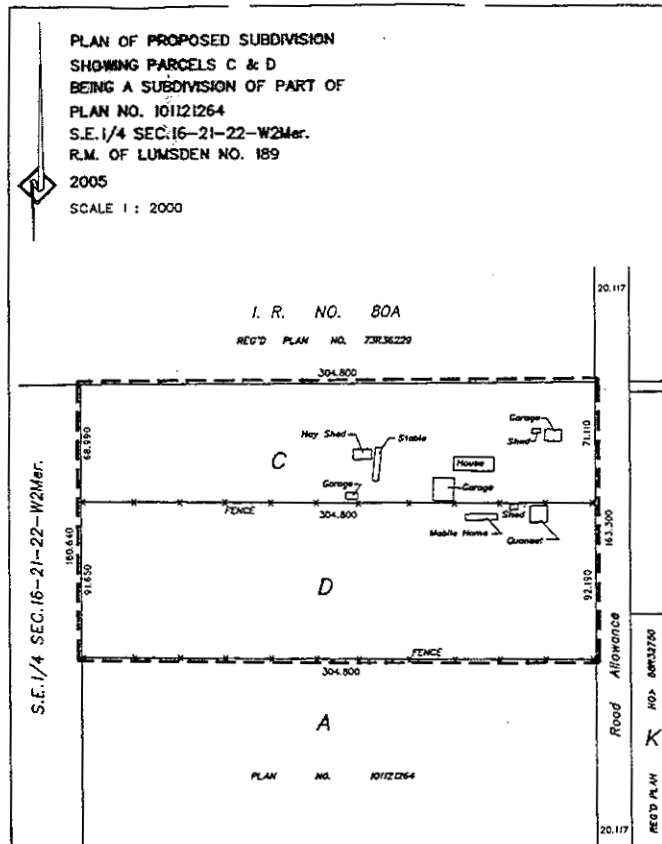 PLAN OF PROPOSED SUBDIVISION
SHOWING PARCELS C & D
BEING A SUBDIVISION OF PART OF
PLAN NO. 101121264
S.E.1/4 SEC.16-21-22-W2Mer.
R.M. OF LUMSDEN NO. 189
2005
SCALE 1 : 2000
20.117
I. R. NO. 80A
REG'D PLAN NO. 73R36229
304.800
68.990
71.110
Garage
Shed
Hay Shed
Stable
C
House
Garage
Garage
FENCE
304.800
Shed
Mobile Home
Quonset
S.E.1/4 SEC.16-21-22-W2Mer.
160.640
163.300
91.650
92.190
D
FENCE
304.800
Road Allowance
A
PLAN NO. 101121264
REG'D PLAN K
20.117